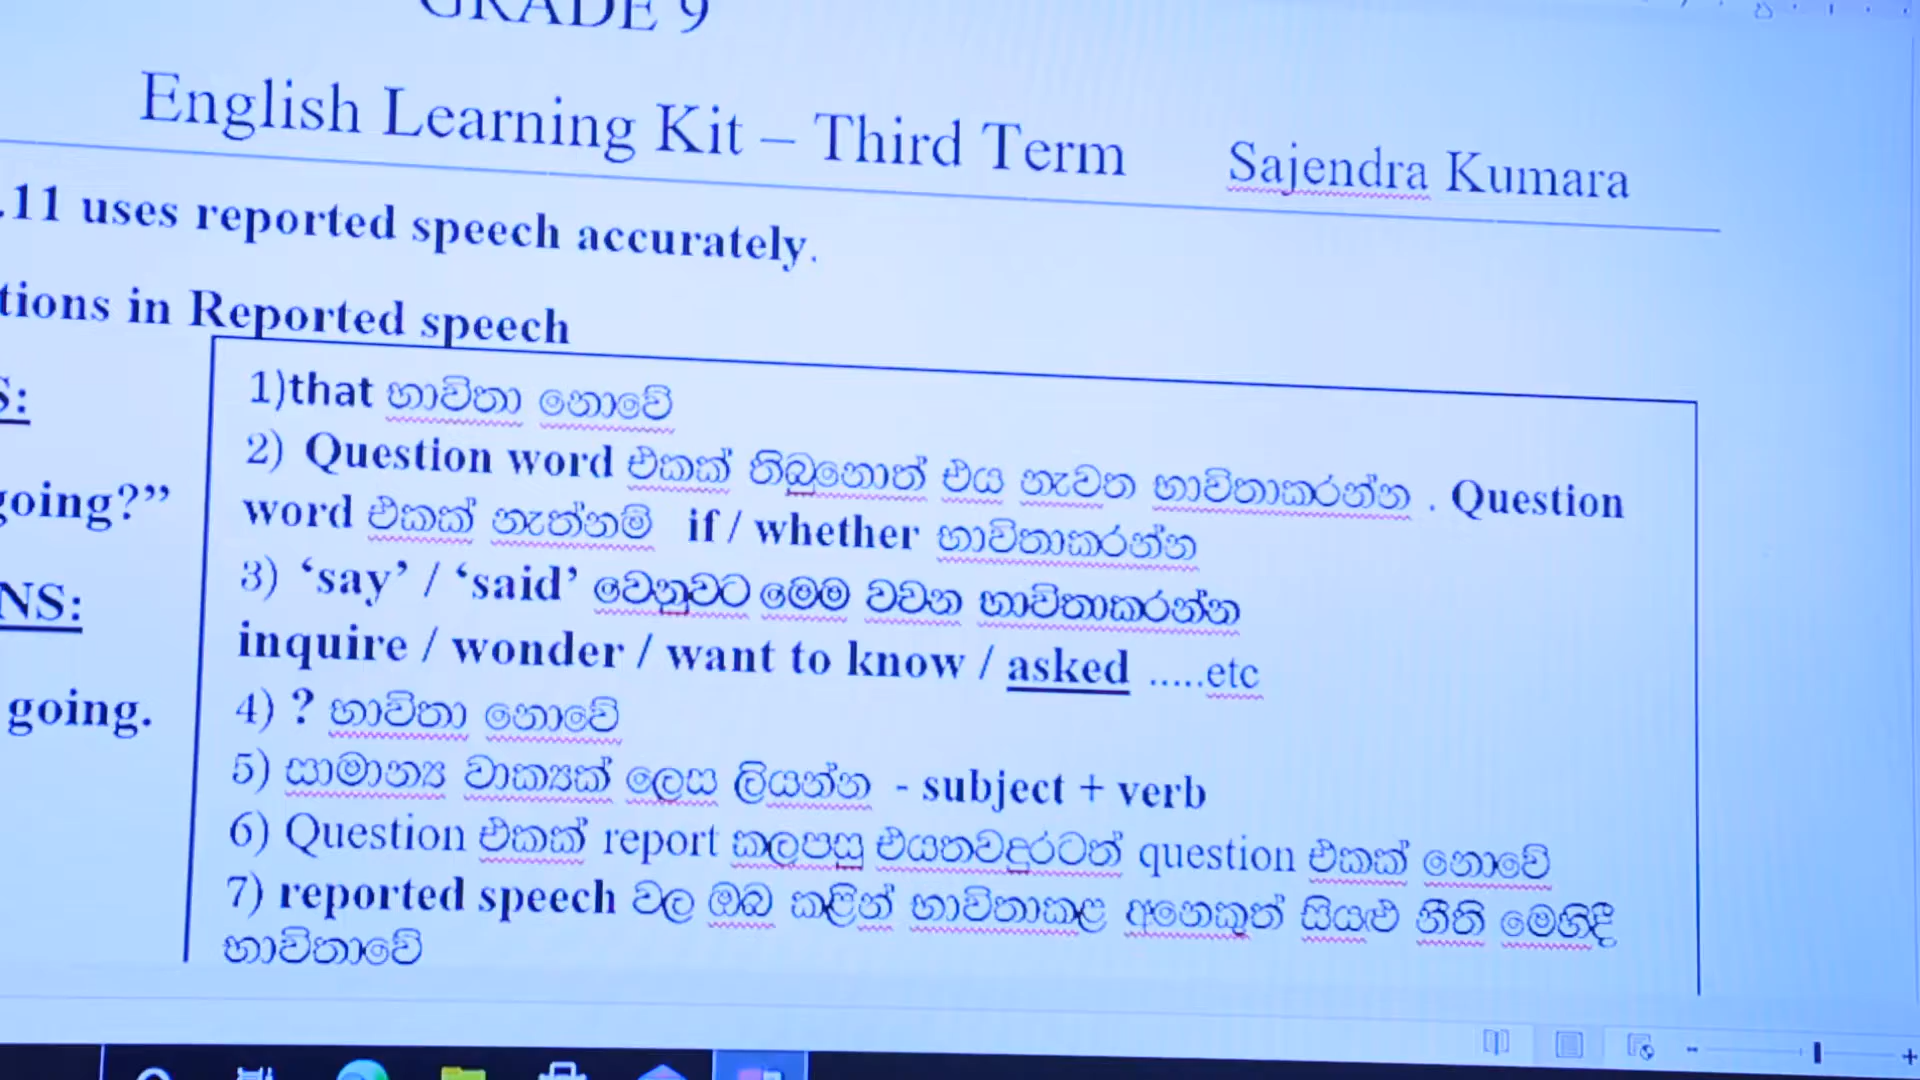 GRADE 9
English Learning Kit – Third Term Sajendra Kumara
.11 uses reported speech accurately.
tions in Reported speech
S:
1)that භාවිතා නොවේ
2) Question word එකක් තිබුනොත් එය නැවත භාවිතාකරන්න . Question
going?”
word එකක් නැත්නම් if / whether භාවිතාකරන්න
3) ‘say’ / ‘said’ වෙනුවට මෙම වචන භාවිතාකරන්න
NS:
inquire / wonder / want to know / asked .....etc
going.
4) ? භාවිතා නොවේ
5) සාමාන්‍ය වාක්‍යක් ලෙස ලියන්න - subject + verb
6) Question එකක් report කලපසු එයතවදුරටත් question එකක් නොවේ
7) reported speech වල ඔබ කළින් භාවිතාකළ අනෙකුත් සියළු නීති මෙහිදී
භාවිතාවේ